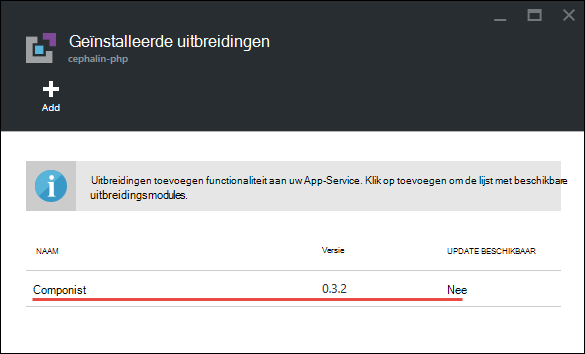 Geïnstalleerde uitbreidingen
cephalin-php
Add
Uitbreidingen toevoegen functionaliteit aan uw App-Service. Klik op toevoegen om de lijst met beschikbare
uitbreidingsmodules.
NAAM Versie UPDATE BESCHIKBAAR
Componist 0.3.2 Nee